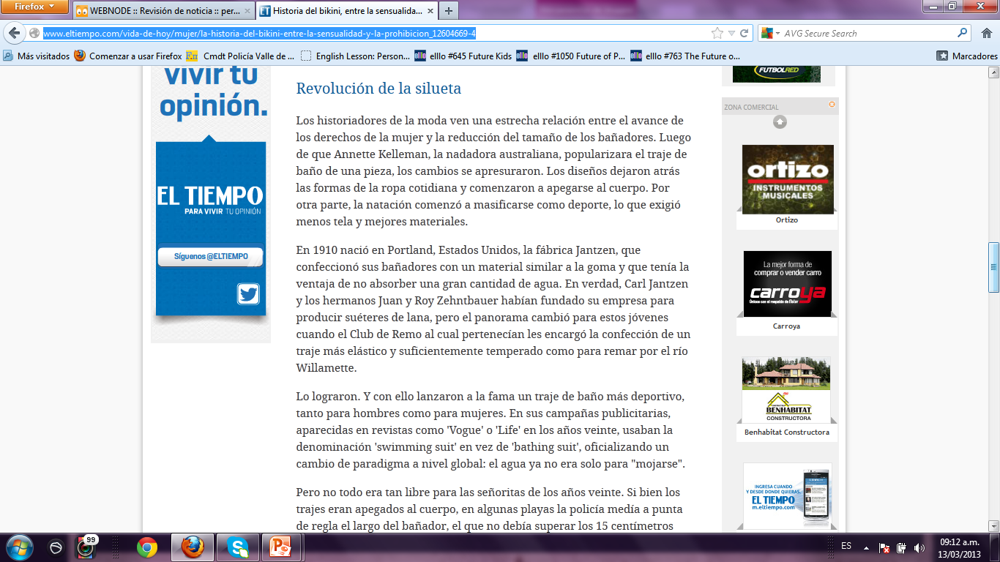 Firefox
WEBNODE :: Revisión de noticia :: per...
Historia del bikini, entre la sensualida...
www.eltiempo.com/vida-de-hoy/mujer/la-historia-del-bikini-entre-la-sensualidad-y-la-prohibicion_12604669-4
AVG Secure Search
Más visitados
Comenzar a usar Firefox
Cmdt Policía Valle de ...
English Lesson: Person...
elllo #645 Future Kids
elllo #1050 Future of P...
elllo #763 The Future o...
Marcadores
vivir tu
opinión.
EL TIEMPO
PARA VIVIR TU OPINIÓN
Síguenos @ELTIEMPO
Revolución de la silueta
Los historiadores de la moda ven una estrecha relación entre el avance de
los derechos de la mujer y la reducción del tamaño de los bañadores. Luego
de que Annette Kelleman, la nadadora australiana, popularizara el traje de
baño de una pieza, los cambios se apresuraron. Los diseños dejaron atrás
las formas de la ropa cotidiana y comenzaron a apegarse al cuerpo. Por
otra parte, la natación comenzó a masificarse como deporte, lo que exigió
menos tela y mejores materiales.
En 1910 nació en Portland, Estados Unidos, la fábrica Jantzen, que
confeccionó sus bañadores con un material similar a la goma y que tenía la
ventaja de no absorber una gran cantidad de agua. En verdad, Carl Jantzen
y los hermanos Juan y Roy Zehntbauer habían fundado su empresa para
producir suéteres de lana, pero el panorama cambió para estos jóvenes
cuando el Club de Remo al cual pertenecían les encargó la confección de un
traje más elástico y suficientemente temperado como para remar por el río
Willamette.
Lo lograron. Y con ello lanzaron a la fama un traje de baño más deportivo,
tanto para hombres como para mujeres. En sus campañas publicitarias,
aparecidas en revistas como 'Vogue' o 'Life' en los años veinte, usaban la
denominación 'swimming suit' en vez de 'bathing suit', oficializando un
cambio de paradigma a nivel global: el agua ya no era solo para "mojarse".
Pero no todo era tan libre para las señoritas de los años veinte. Si bien los
trajes eran apegados al cuerpo, en algunas playas la policía medía a punta
de regla el largo del bañador, el que no debía superar los 15 centímetros
FUTBOLRED
ZONA COMERCIAL
ortizo
INSTRUMENTOS
MUSICALES
Ortizo
La mejor forma de
comprar o vender carro
carroya
Únicos con el respaldo de Motor
Carroya
BENHABITAT
CONSTRUCTORA
Benhabitat Constructora
INGRESA CUANDO
Y DESDE DONDE QUIERAS.
EL TIEMPO
m.eltiempo.com
99
ES
09:12 a.m.
13/03/2013